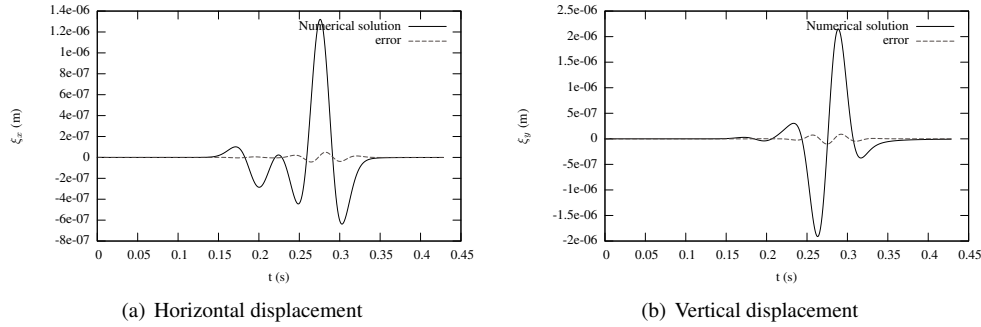 1.4e-06
1.2e-06
1e-06
8e-07
6e-07
4e-07
2e-07
0
-2e-07
-4e-07
-6e-07
-8e-07
ξx (m)
Numerical solution
error
0 0.05 0.1 0.15 0.2 0.25 0.3 0.35 0.4 0.45
t (s)
(a) Horizontal displacement
2.5e-06
2e-06
1.5e-06
1e-06
5e-07
0
-5e-07
-1e-06
-1.5e-06
-2e-06
ξy (m)
Numerical solution
error
0 0.05 0.1 0.15 0.2 0.25 0.3 0.35 0.4 0.45
t (s)
(b) Vertical displacement